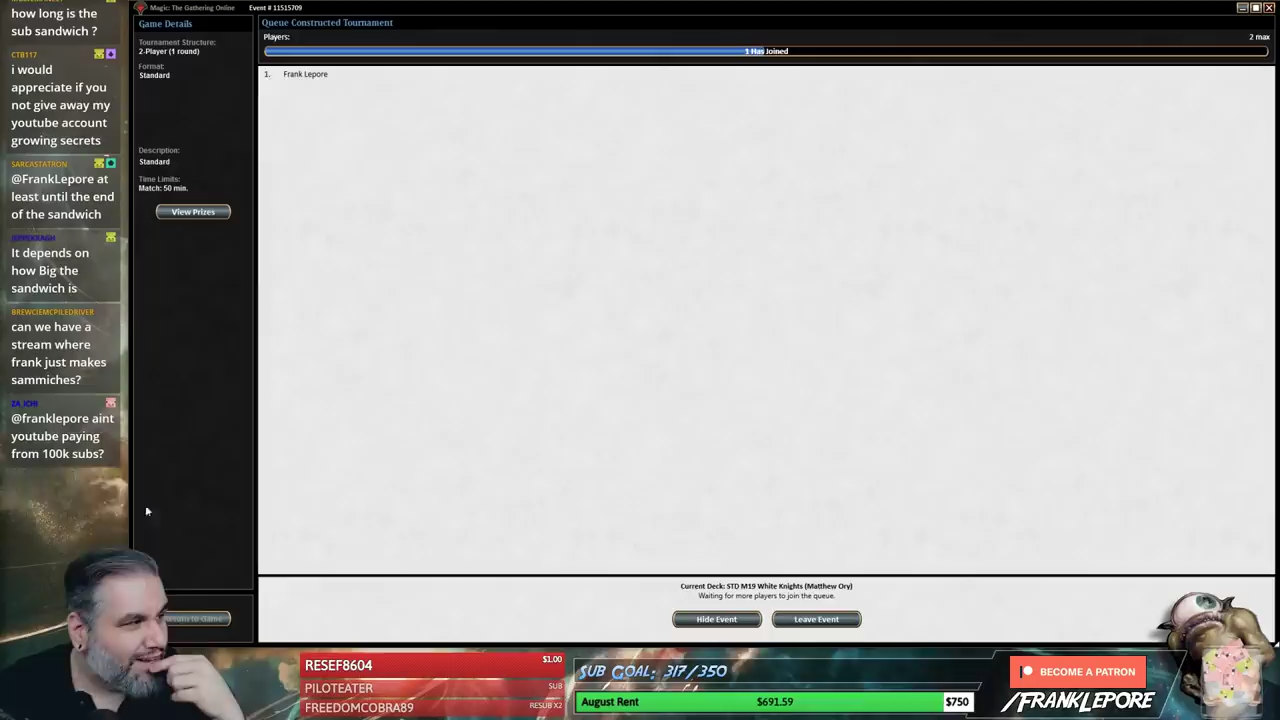 how long is the
sub sandwich ?
CTB117
i would
appreciate if you
not give away my
youtube account
growing secrets
SARCASTATRON
@FrankLepore at
least until the end
of the sandwich
It depends on
how Big the
sandwich is
BREWCIEMCPILEDRIVER
can we have a
stream where
frank just makes
sammiches?
ZA_ICHI
@franklepore aint
youtube paying
from 100k subs?
Magic: The Gathering Online Event # 11515709
Game Details
Tournament Structure:
2-Player (1 round)
Format:
Standard
Description:
Standard
Time Limits:
Match: 50 min.
View Prizes
Return to Game
Queue Constructed Tournament
Players:
2 max
1 Has Joined
1. Frank Lepore
Current Deck: STD M19 White Knights (Matthew Ory)
Waiting for more players to join the queue.
Hide Event
Leave Event
RESEF8604 $1.00
PILOTEATER SUB
FREEDOMCOBRA89 RESUB X2
SUB GOAL: 317/350
August Rent $691.59 $750
BECOME A PATRON
/FRANKLEPORE